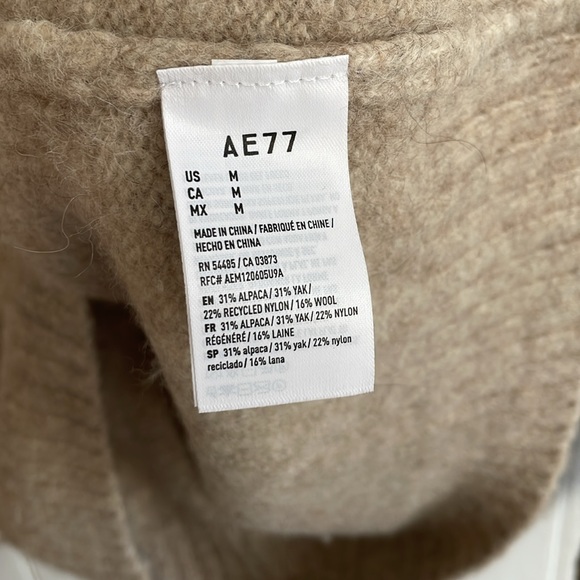 AE77
US M
CA M
MX M
MADE IN CHINA / FABRIQUÉ EN CHINE /
HECHO EN CHINA
RN 54485 / CA 03873
RFC# AEM120605U9A
EN 31% ALPACA / 31% YAK /
22% RECYCLED NYLON / 16% WOOL
FR 31% ALPACA / 31% YAK / 22% NYLON
RÉGÉNÉRÉ / 16% LAINE
SP 31% alpaca / 31% yak / 22% nylon
reciclado / 16% lana